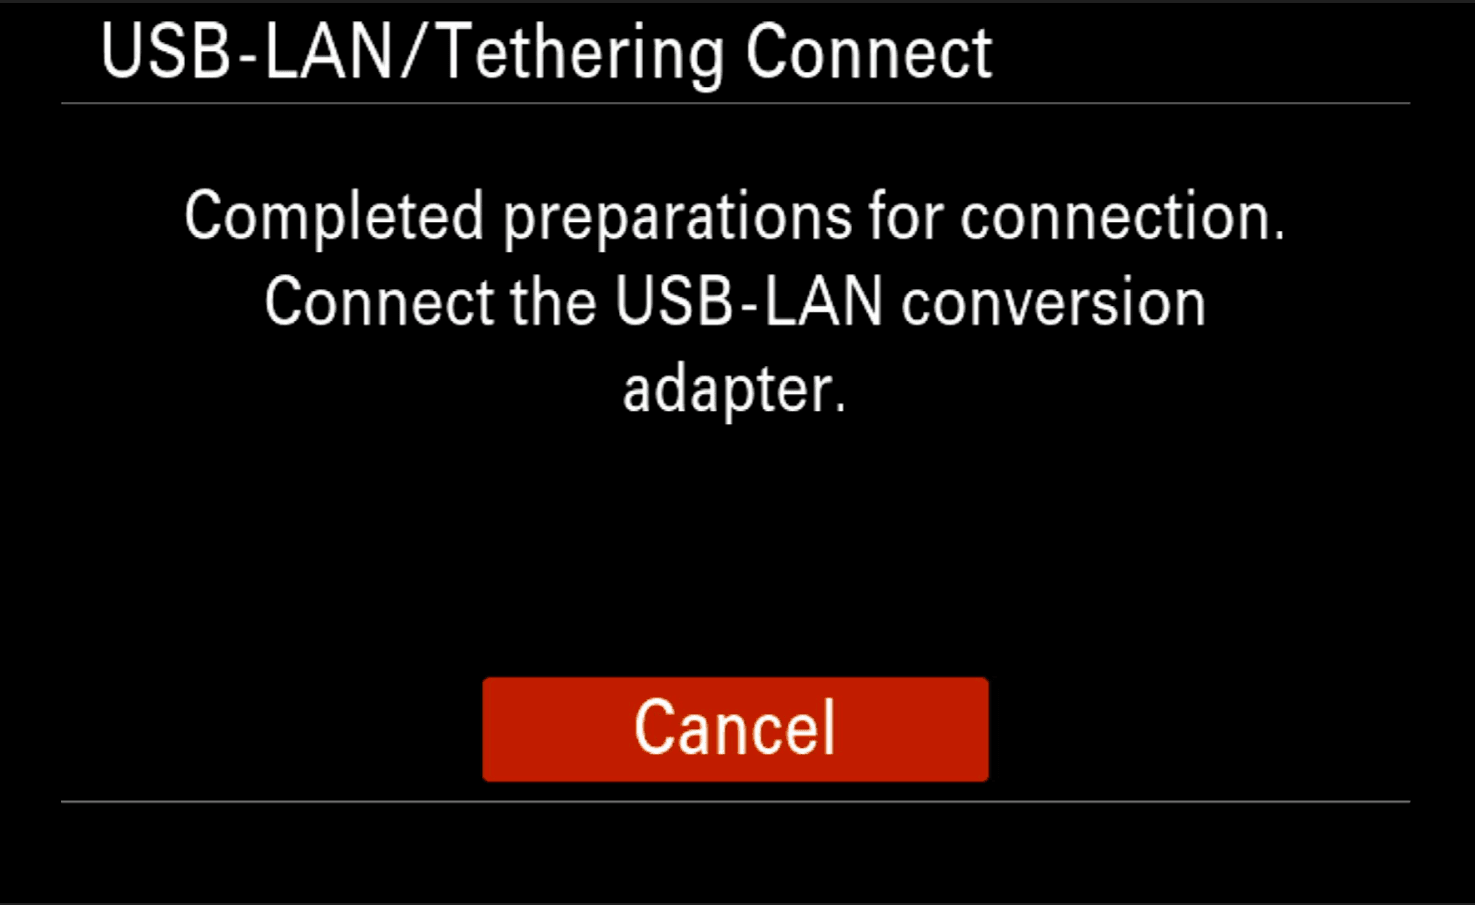 USB-LAN/Tethering Connect
Completed preparations for connection.
Connect the USB-LAN conversion
adapter.
Cancel